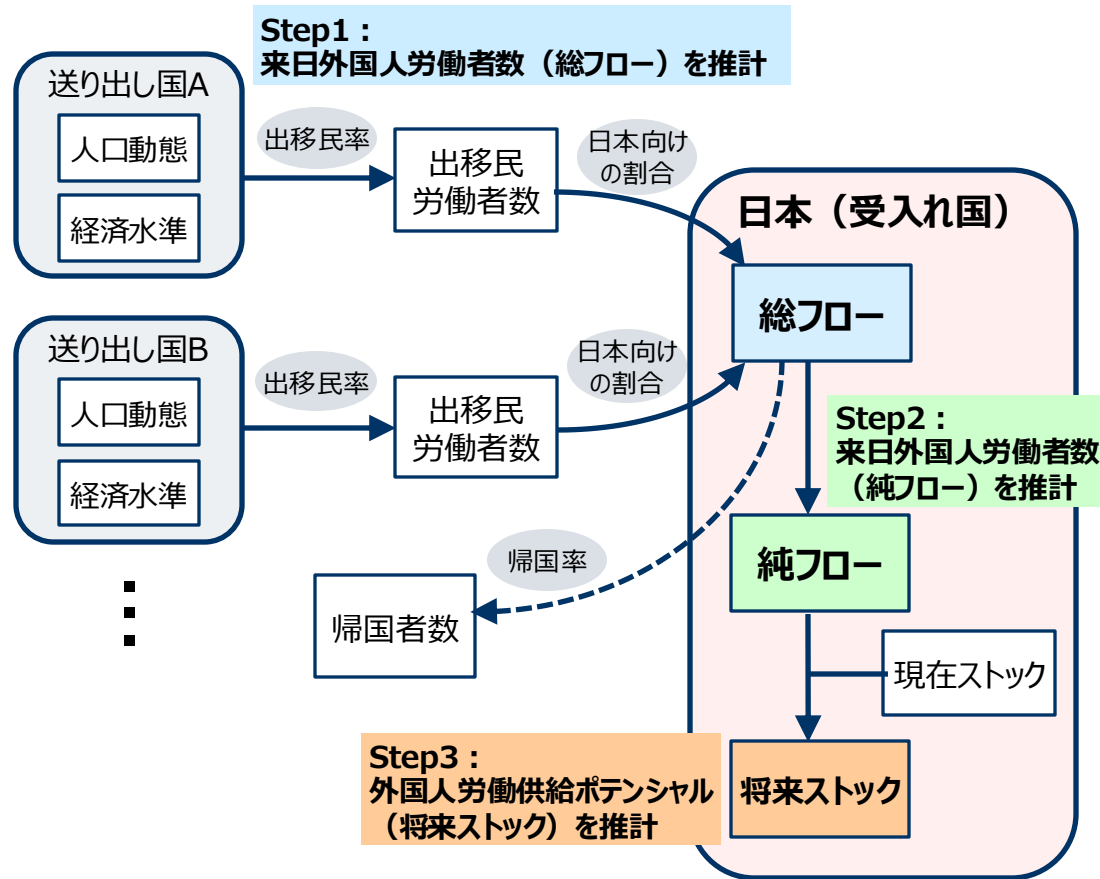 Step1：
来日外国人労働者数（総フロー）を推計
送り出し国A
人口動態
経済水準
出移民率
出移民
労働者数
日本向け
の割合
日本（受入れ国）
総フロー
送り出し国B
人口動態
経済水準
出移民率
出移民
労働者数
日本向け
の割合
Step2：
来日外国人労働者数
（純フロー）を推計
帰国率
帰国者数
純フロー
現在ストック
Step3：
外国人労働供給ポテンシャル
（将来ストック）を推計
将来ストック